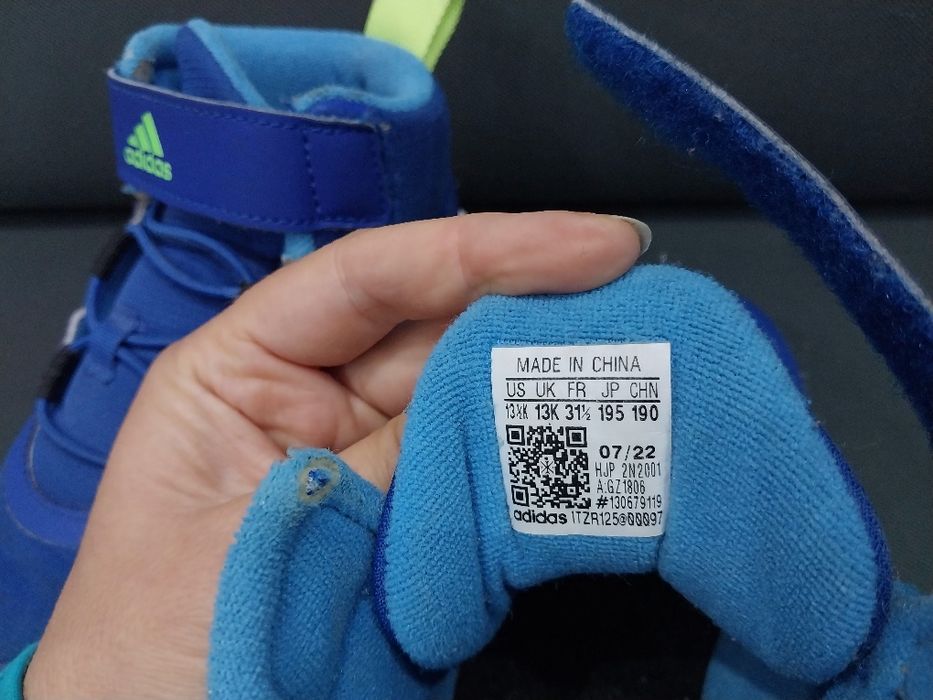 adidas
MADE IN CHINA
US UK FR JP CHN
13½K 13K 31½ 195 190
07/22
HJP 2N2001
A:GZ1806
#130679119
adidas ITZR125@00097